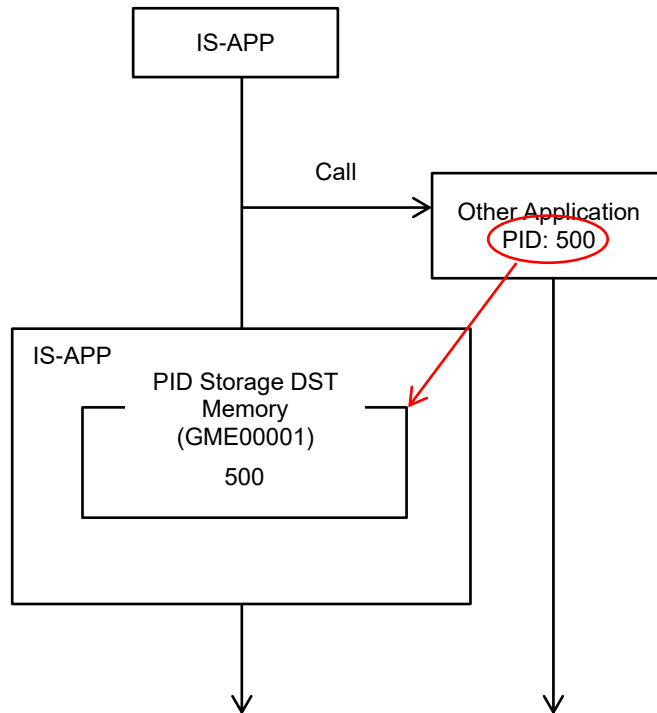 IS-APP
Call
Other Application
PID: 500
IS-APP
PID Storage DST
Memory
(GME00001)
500